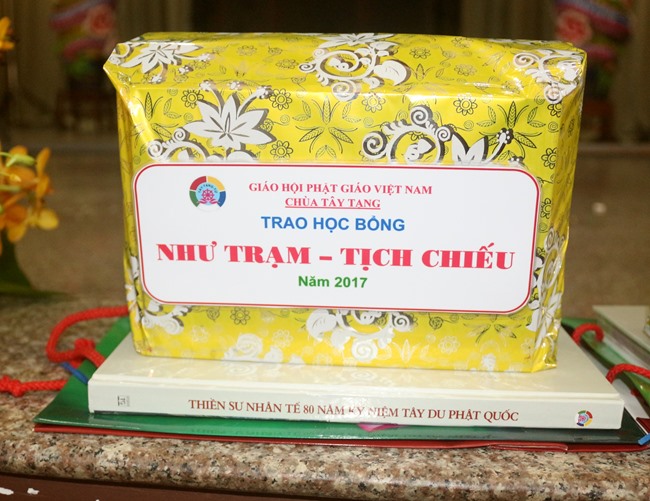 GIÁO HỘI PHẬT GIÁO VIỆT NAM
CHÙA TÂY TẠNG
TRAO HỌC BỔNG
NHƯ TRẠM – TỊCH CHIẾU
Năm 2017
THIỀN SƯ NHẪN TẾ 80 NĂM KỶ NIỆM TÂY DU PHẬT QUỐC